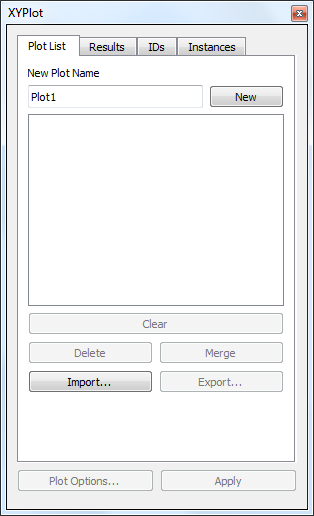 XYPlot
Plot List Results IDs Instances
New Plot Name
Plot1 New
Clear
Delete Merge
Import... Export...
Plot Options... Apply